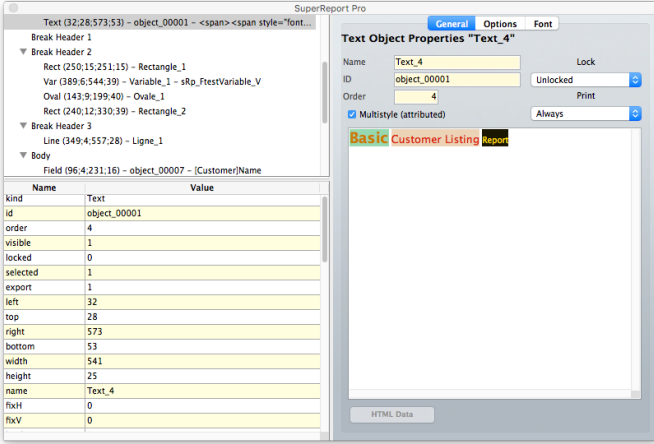 SuperReport Pro
Text (32;28;573;53) – object_00001 – <span><span style="font...
Break Header 1
Break Header 2
Rect (250;15;251;15) – Rectangle_1
Var (389;6;544;39) – Variable_1 – sRp_FtestVariable_V
Oval (143;9;199;40) – Ovale_1
Rect (240;12;330;39) – Rectangle_2
Break Header 3
Line (349;4;557;28) – Ligne_1
Body
Field (96;4;231;16) – object_00007 – [Customer]Name
Name Value
kind Text
id object_00001
order 4
visible 1
locked 0
selected 1
export 1
left 32
top 28
right 573
bottom 53
width 541
height 25
name Text_4
fixH 0
fixV 0
General Options Font
Text Object Properties "Text_4"
Name Text_4 Lock
ID object_00001 Unlocked
Order 4 Print
Multistyle (attributed) Always
Basic Customer Listing Report
HTML Data